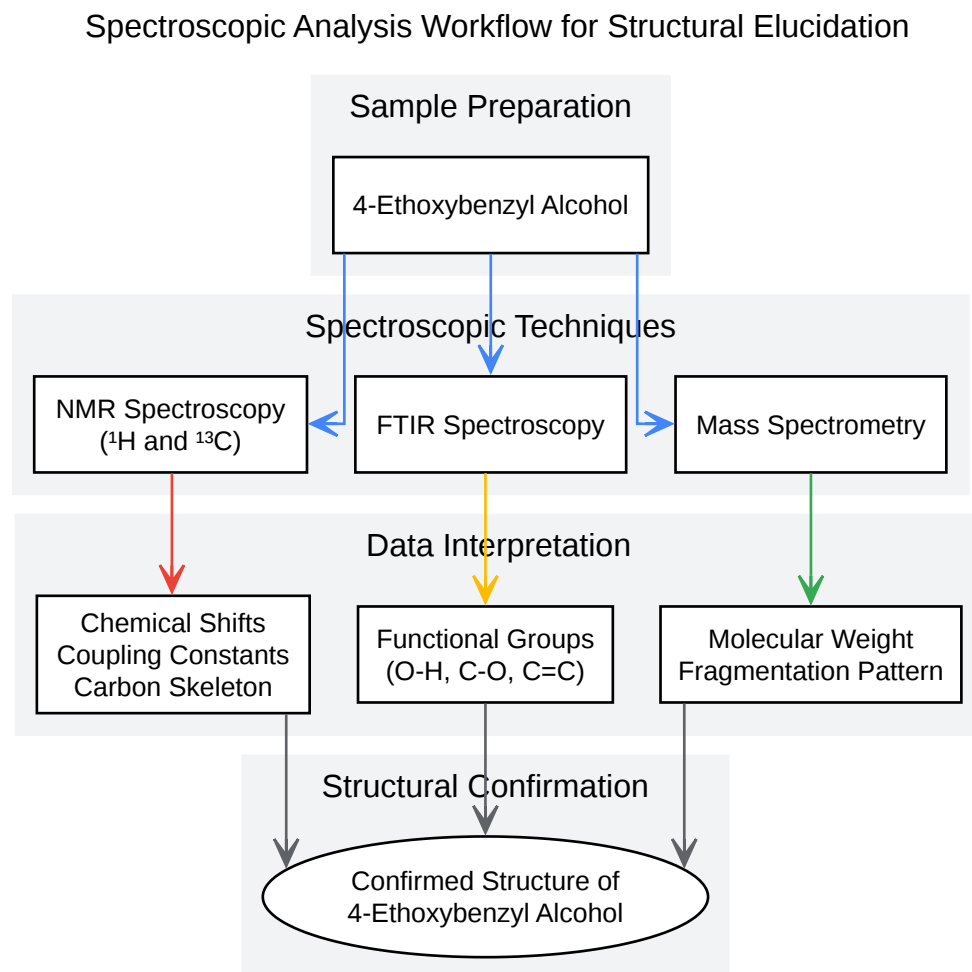 Spectroscopic Analysis Workflow for Structural Elucidation
Sample Preparation
4-Ethoxybenzyl Alcohol
Spectroscopic Techniques
NMR Spectroscopy
(¹H and ¹³C)
FTIR Spectroscopy
Mass Spectrometry
Data Interpretation
Chemical Shifts
Coupling Constants
Carbon Skeleton
Functional Groups
(O-H, C-O, C=C)
Molecular Weight
Fragmentation Pattern
Structural Confirmation
Confirmed Structure of
4-Ethoxybenzyl Alcohol